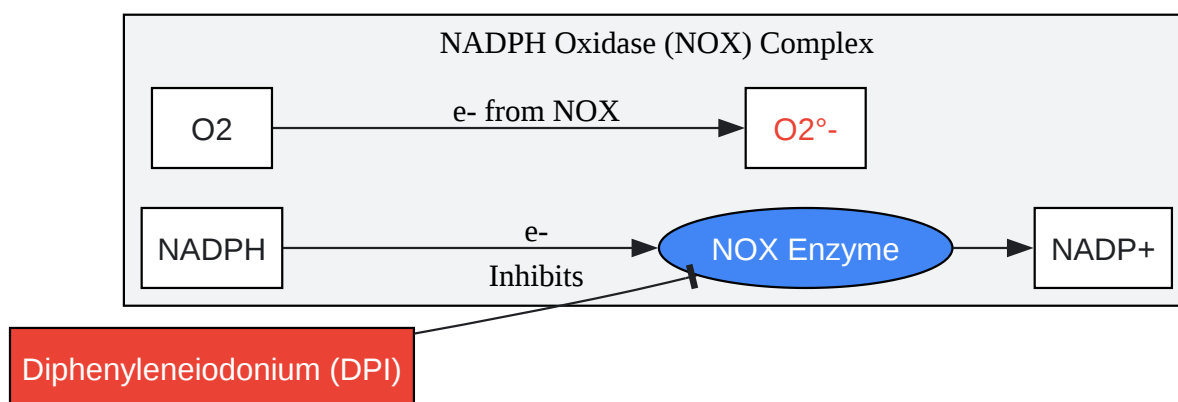 NADPH Oxidase (NOX) Complex
O2
e- from NOX
O2°-
NADPH
e-
NOX Enzyme
NADP+
Inhibits
Diphenyleneiodonium (DPI)